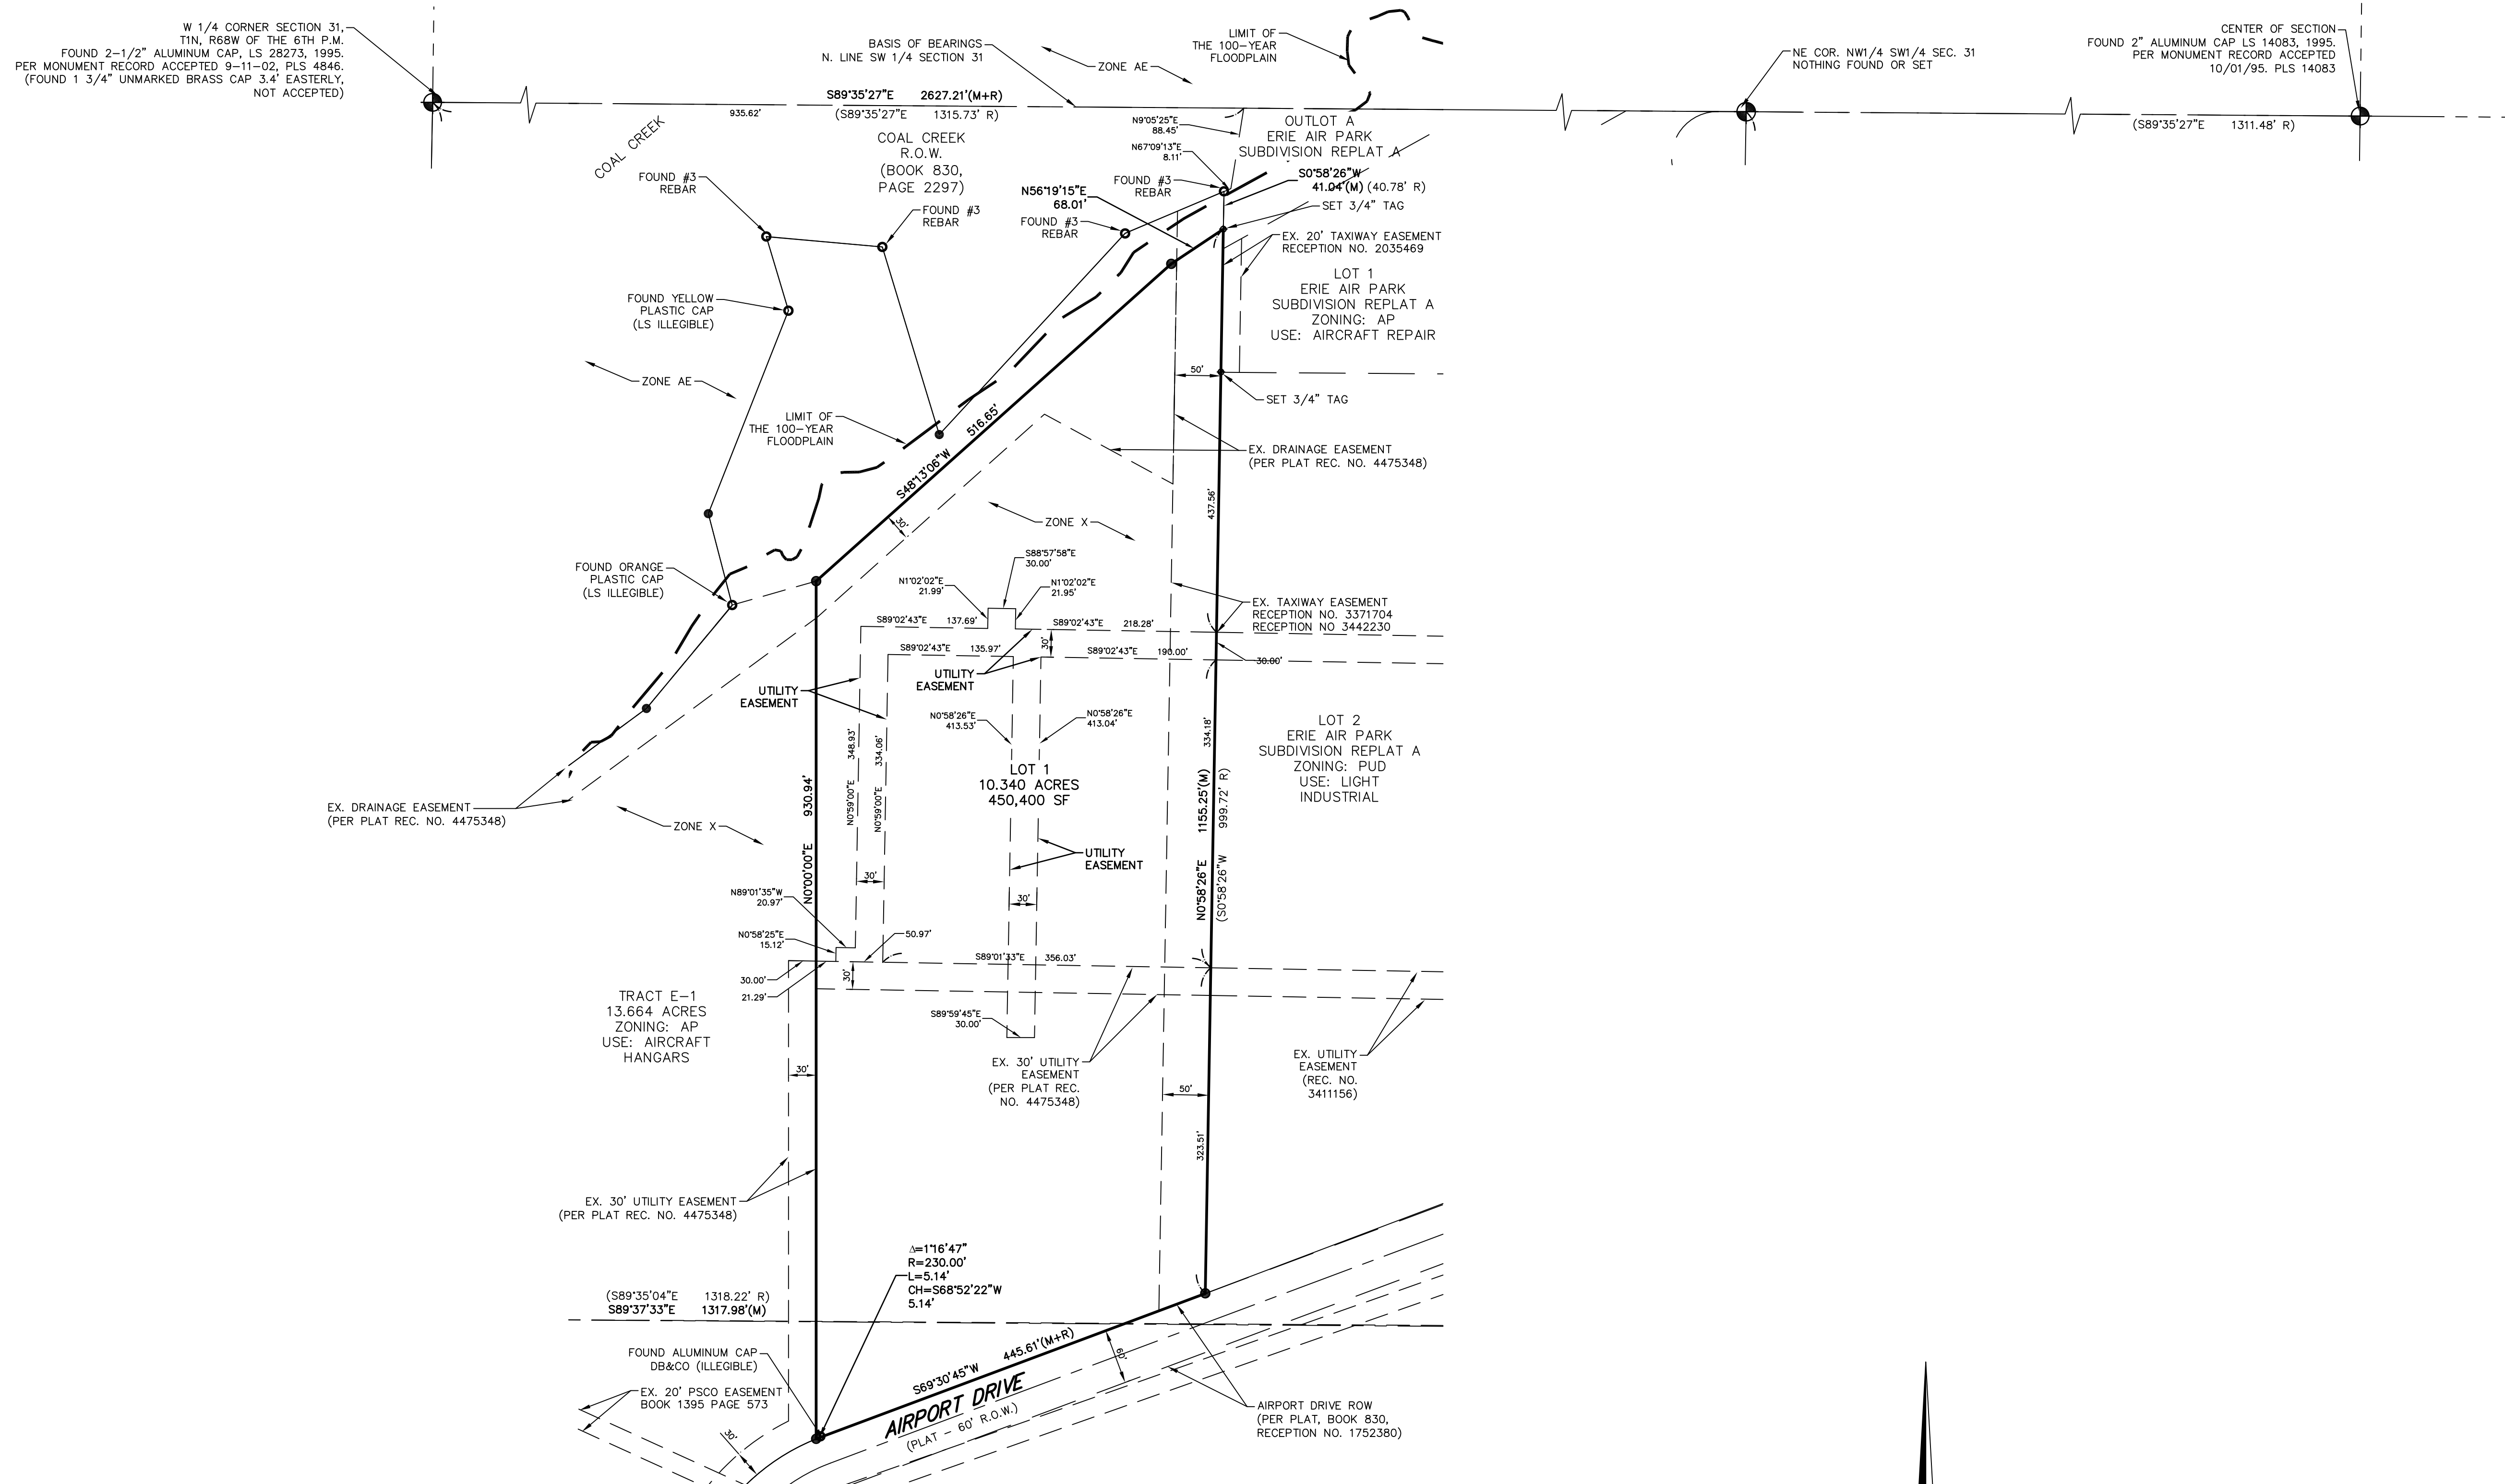 W 1/4 CORNER SECTION 31,
T1N, R68W OF THE 6TH P.M.
FOUND 2-1/2" ALUMINUM CAP, LS 28273, 1995.
PER MONUMENT RECORD ACCEPTED 9-11-02, PLS 4846.
(FOUND 1 3/4" UNMARKED BRASS CAP 3.4' EASTERLY,
NOT ACCEPTED)
BASIS OF BEARINGS
N. LINE SW 1/4 SECTION 31
ZONE AE
LIMIT OF
THE 100-YEAR
FLOODPLAIN
NE COR. NW1/4 SW1/4 SEC. 31
NOTHING FOUND OR SET
CENTER OF SECTION
FOUND 2" ALUMINUM CAP LS 14083, 1995.
PER MONUMENT RECORD ACCEPTED
10/01/95. PLS 14083
935.62'
S89°35'27"E 2627.21'(M+R)
(S89°35'27"E 1315.73' R)
(S89°35'27"E 1311.48' R)
COAL CREEK
COAL CREEK
R.O.W.
(BOOK 830,
PAGE 2297)
N9°05'25"E
88.45'
N67°09'13"E
8.11'
OUTLOT A
ERIE AIR PARK
SUBDIVISION REPLAT A
FOUND #3
REBAR
FOUND #3
REBAR
N56°19'15"E
68.01'
FOUND #3
REBAR
FOUND #3
REBAR
S0°58'26"W
41.04'(M) (40.78' R)
SET 3/4" TAG
EX. 20' TAXIWAY EASEMENT
RECEPTION NO. 2035469
LOT 1
ERIE AIR PARK
SUBDIVISION REPLAT A
ZONING: AP
USE: AIRCRAFT REPAIR
FOUND YELLOW
PLASTIC CAP
(LS ILLEGIBLE)
ZONE AE
50'
SET 3/4" TAG
LIMIT OF
THE 100-YEAR
FLOODPLAIN
516.65'
S48°13'06"W
30'
EX. DRAINAGE EASEMENT
(PER PLAT REC. NO. 4475348)
437.56'
ZONE X
FOUND ORANGE
PLASTIC CAP
(LS ILLEGIBLE)
S88°57'58"E
30.00'
N1°02'02"E
21.99'
N1°02'02"E
21.95'
S89°02'43"E 137.69'
S89°02'43"E 218.28'
EX. TAXIWAY EASEMENT
RECEPTION NO. 3371704
RECEPTION NO. 3442230
30'
S89°02'43"E 135.97'
S89°02'43"E 190.00'
30.00'
UTILITY
EASEMENT
UTILITY
EASEMENT
N0°58'26"E
413.53'
N0°58'26"E
413.04'
N0°59'00"E 348.93'
N0°59'00"E 334.06'
334.18'
LOT 2
ERIE AIR PARK
SUBDIVISION REPLAT A
ZONING: PUD
USE: LIGHT
INDUSTRIAL
LOT 1
10.340 ACRES
450,400 SF
N0°00'00"E 930.94'
N0°58'26"E 1155.25'(M)
(S0°58'26"W 999.72' R)
EX. DRAINAGE EASEMENT
(PER PLAT REC. NO. 4475348)
ZONE X
UTILITY
EASEMENT
30'
30'
N89°01'35"W
20.97'
N0°58'25"E
15.12'
50.97'
S89°01'33"E 356.03'
30.00'
21.29'
30'
TRACT E-1
13.664 ACRES
ZONING: AP
USE: AIRCRAFT
HANGARS
S89°59'45"E
30.00'
EX. 30' UTILITY
EASEMENT
(PER PLAT REC.
NO. 4475348)
EX. UTILITY
EASEMENT
(REC. NO.
3411156)
30'
50'
323.51'
EX. 30' UTILITY EASEMENT
(PER PLAT REC. NO. 4475348)
Δ=1°16'47"
R=230.00'
L=5.14'
CH=S68°52'22"W
5.14'
(S89°35'04"E 1318.22' R)
S89°37'33"E 1317.98'(M)
FOUND ALUMINUM CAP
DB&CO (ILLEGIBLE)
EX. 20' PSCO EASEMENT
BOOK 1395 PAGE 573
30'
S69°30'45"W 445.61'(M+R)
60'
AIRPORT DRIVE
(PLAT - 60' R.O.W.)
AIRPORT DRIVE ROW
(PER PLAT, BOOK 830,
RECEPTION NO. 1752380)